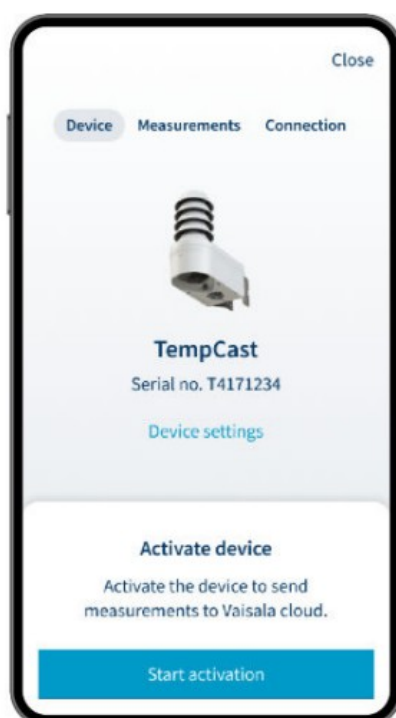 Close
Device Measurements Connection
TempCast
Serial no. T4171234
Device settings
Activate device
Activate the device to send
measurements to Vaisala cloud.
Start activation